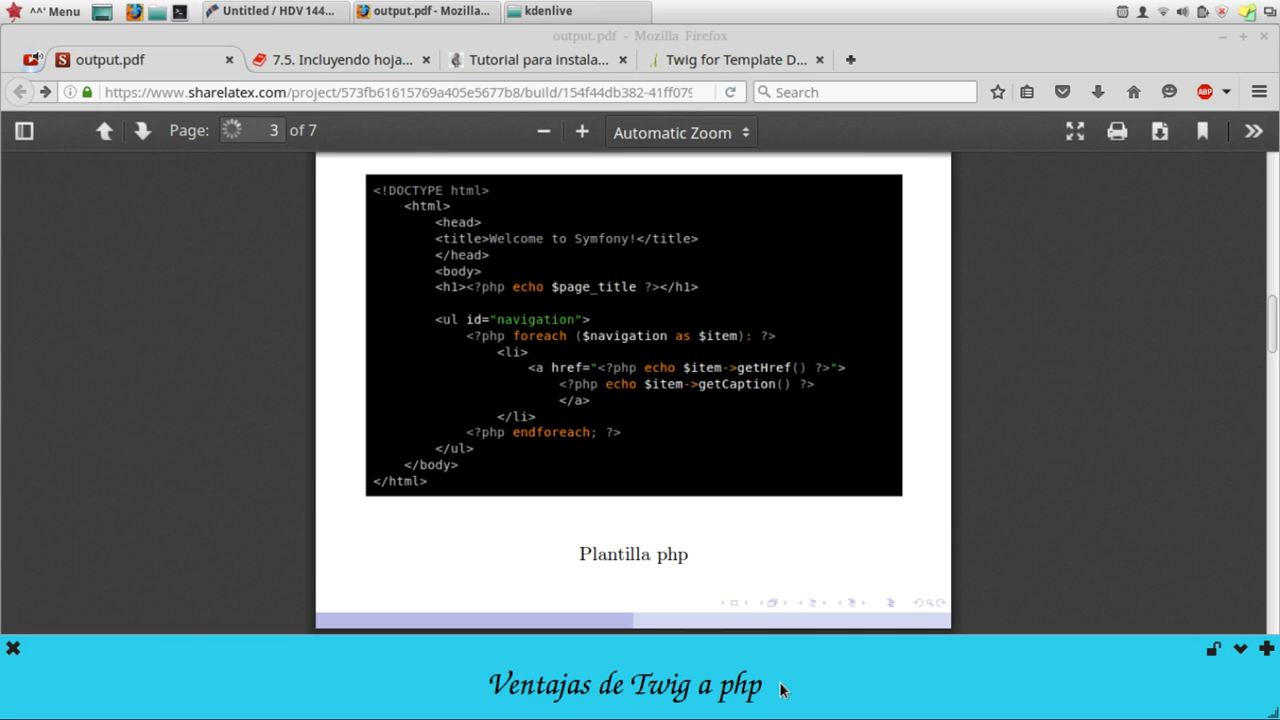 ^^' Menu
Untitled / HDV 144...
output.pdf - Mozilla...
kdenlive
output.pdf - Mozilla Firefox
output.pdf
7.5. Incluyendo hoja...
Tutorial para instala...
Twig for Template D...
https://www.sharelatex.com/project/573fb61615769a405e5677b8/build/154f44db382-41ff079
Search
ABP
Page: 3 of 7
Automatic Zoom
<!DOCTYPE html>
<html>
<head>
<title>Welcome to Symfony!</title>
</head>
<body>
<h1><?php echo $page_title ?></h1>
<ul id="navigation">
<?php foreach ($navigation as $item): ?>
<li>
<a href="<?php echo $item->getHref() ?>">
<?php echo $item->getCaption() ?>
</a>
</li>
<?php endforeach; ?>
</ul>
</body>
</html>
Plantilla php
Ventajas de Twig a php